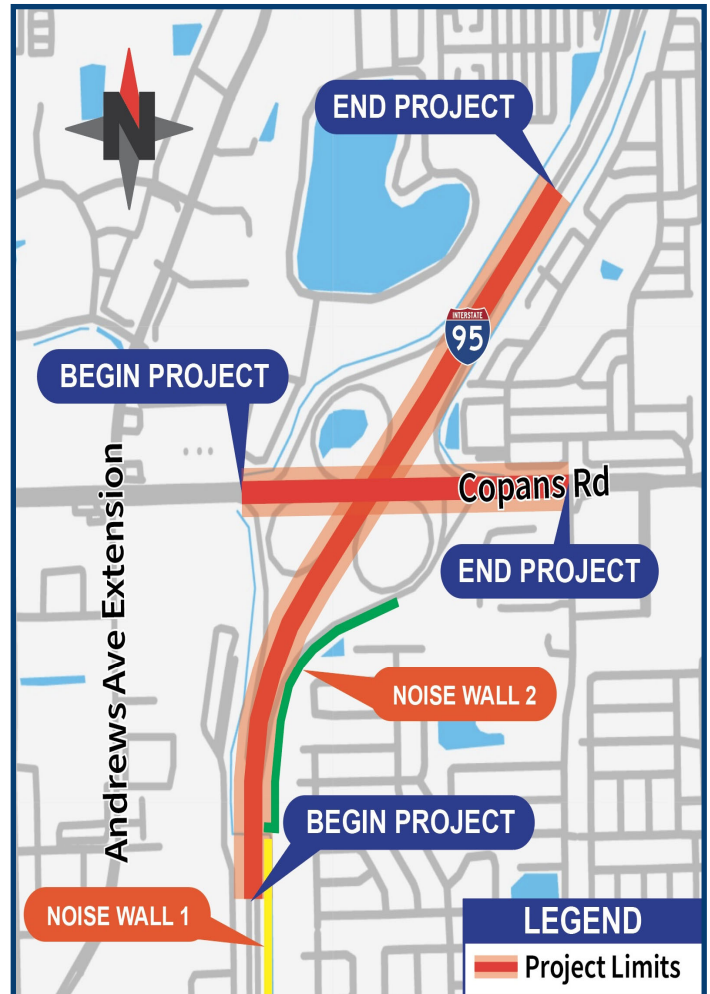 N
END PROJECT
INTERSTATE
95
BEGIN PROJECT
Andrews Ave Extension
Copans Rd
END PROJECT
NOISE WALL 2
BEGIN PROJECT
NOISE WALL 1
LEGEND
Project Limits